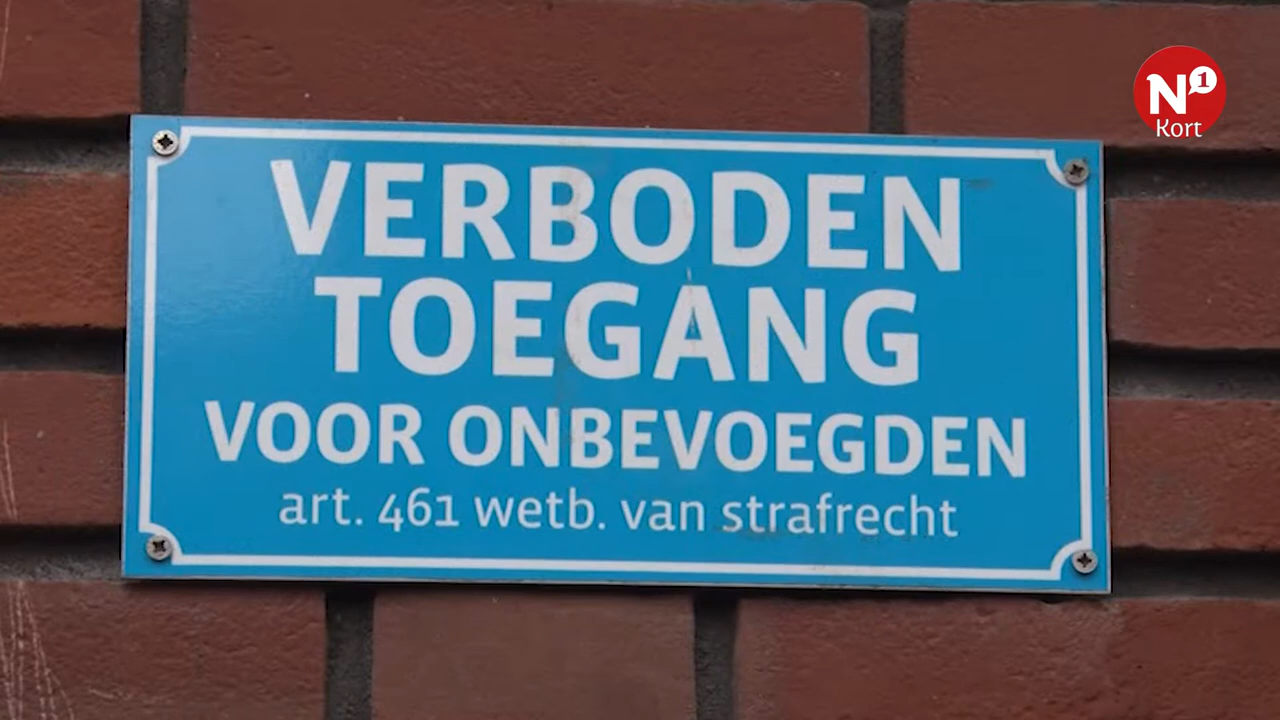 N1
Kort
VERBODEN
TOEGANG
VOOR ONBEVOEGDEN
art. 461 wetb. van strafrecht